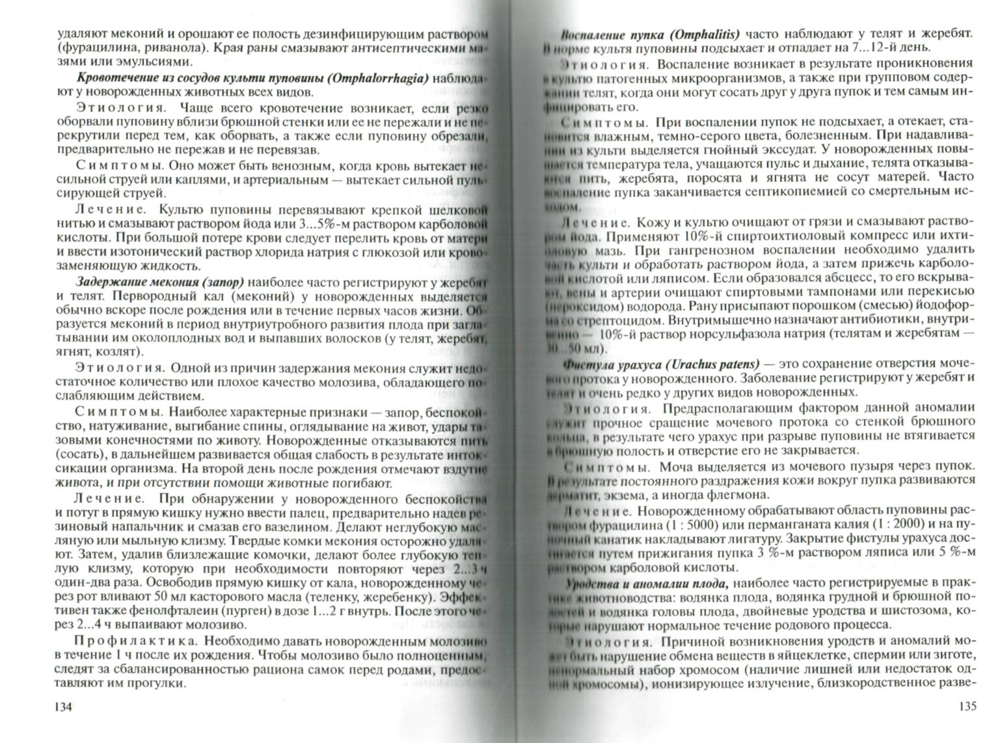 удаляют меконий и орошают ее полость дезинфицирующим раствором
(фурацилина, риванола). Края раны смазывают антисептическими ма-
зями или эмульсиями.
Кровотечение из сосудов культи пуповины (Omphalorrhagia) наблюда-
ют у новорожденных животных всех видов.
Этиология. Чаще всего кровотечение возникает, если резко
оборвали пуповину вблизи брюшной стенки или ее не пережали и не пе-
рекрутили перед тем, как оборвать, а также если пуповину обрезали,
предварительно не пережав и не перевязав.
Симптомы. Оно может быть венозным, когда кровь вытекает не-
сильной струей или каплями, и артериальным — вытекает сильной пуль-
сирующей струей.
Лечение. Культю пуповины перевязывают крепкой шелковой
нитью и смазывают раствором йода или 3...5%-м раствором карболовой
кислоты. При большой потере крови следует перелить кровь от матери
и ввести изотонический раствор хлорида натрия с глюкозой или крово-
заменяющую жидкость.
Задержание мекония (запор) наиболее часто регистрируют у жеребят
и телят. Первородный кал (меконий) у новорожденных выделяется
обычно вскоре после рождения или в течение первых часов жизни. Об-
разуется меконий в период внутриутробного развития плода при загла-
тывании им околоплодных вод и выпавших волосков (у телят, жеребят,
ягнят, козлят).
Этиология. Одной из причин задержания мекония служит недо-
статочное количество или плохое качество молозива, обладающего по-
слабляющим действием.
Симптомы. Наиболее характерные признаки — запор, беспокой-
ство, натуживание, выгибание спины, оглядывание на живот, удары та-
зовыми конечностями по животу. Новорожденные отказываются пить
(сосать), в дальнейшем развивается общая слабость в результате инток-
сикации организма. На второй день после рождения отмечают вздутие
живота, и при отсутствии помощи животные погибают.
Лечение. При обнаружении у новорожденного беспокойства
и потуг в прямую кишку нужно ввести палец, предварительно надев ре-
зиновый напальчник и смазав его вазелином. Делают неглубокую мас-
ляную или мыльную клизму. Твердые комки мекония осторожно удаля-
ют. Затем, удалив близлежащие комочки, делают более глубокую теп-
лую клизму, которую при необходимости повторяют через 2...3 ч
один-два раза. Освободив прямую кишку от кала, новорожденному че-
рез рот вливают 50 мл касторового масла (теленку, жеребенку). Эффек-
тивен также фенолфталеин (пурген) в дозе 1...2 г внутрь. После этого че-
рез 2...4 ч выпаивают молозиво.
Профилактика. Необходимо давать новорожденным молозиво
в течение 1 ч после их рождения. Чтобы молозиво было полноценным,
следят за сбалансированностью рациона самок перед родами, предос-
тавляют им прогулки.
134
Воспаление пупка (Omphalitis) часто наблюдают у телят и жеребят.
В норме культя пуповины подсыхает и отпадает на 7...12-й день.
Этиология. Воспаление возникает в результате проникновения
в культю патогенных микроорганизмов, а также при групповом содер-
жании телят, когда они могут сосать друг у друга пупок и тем самым ин-
фицировать его.
Симптомы. При воспалении пупок не подсыхает, а отекает, ста-
новится влажным, темно-серого цвета, болезненным. При надавлива-
нии из культи выделяется гнойный экссудат. У новорожденных повы-
шается температура тела, учащаются пульс и дыхание, телята отказыва-
ются пить, жеребята, поросята и ягнята не сосут матерей. Часто
воспаление пупка заканчивается септикопиемией со смертельным ис-
ходом.
Лечение. Кожу и культю очищают от грязи и смазывают раство-
ром йода. Применяют 10%-й спиртоихтиоловый компресс или ихти-
оловую мазь. При гангренозном воспалении необходимо удалить
часть культи и обработать раствором йода, а затем прижечь карболо-
вой кислотой или ляписом. Если образовался абсцесс, то его вскрыва-
ют, вены и артерии очищают спиртовыми тампонами или перекисью
(пероксидом) водорода. Рану присыпают порошком (смесью) йодофор-
ма со стрептоцидом. Внутримышечно назначают антибиотики, внутри-
венно — 10%-й раствор норсульфазола натрия (телятам и жеребятам —
50 мл).
Фистула урахуса (Urachus patens) — это сохранение отверстия моче-
вого протока у новорожденного. Заболевание регистрируют у жеребят и
телят и очень редко у других видов новорожденных.
Этиология. Предрасполагающим фактором данной аномалии
служит прочное сращение мочевого протока со стенкой брюшного
кольца, в результате чего урахус при разрыве пуповины не втягивается
в брюшную полость и отверстие его не закрывается.
Симптомы. Моча выделяется из мочевого пузыря через пупок.
В результате постоянного раздражения кожи вокруг пупка развиваются
дерматит, экзема, а иногда флегмона.
Лечение. Новорожденному обрабатывают область пуповины рас-
твором фурацилина (1 : 5000) или перманганата калия (1 : 2000) и на пу-
почный канатик накладывают лигатуру. Закрытие фистулы урахуса дос-
тигается путем прижигания пупка 3 %-м раствором ляписа или 5 %-м
раствором карболовой кислоты.
Уродства и аномалии плода, наиболее часто регистрируемые в прак-
тике животноводства: водянка плода, водянка грудной и брюшной по-
лостей и водянка головы плода, двойневые уродства и шистозома, ко-
торые нарушают нормальное течение родового процесса.
Этиология. Причиной возникновения уродств и аномалий мо-
жет быть нарушение обмена веществ в яйцеклетке, спермии или зиготе,
ненормальный набор хромосом (наличие лишней или недостаток од-
ной хромосомы), ионизирующее излучение, близкородственное разве-
135